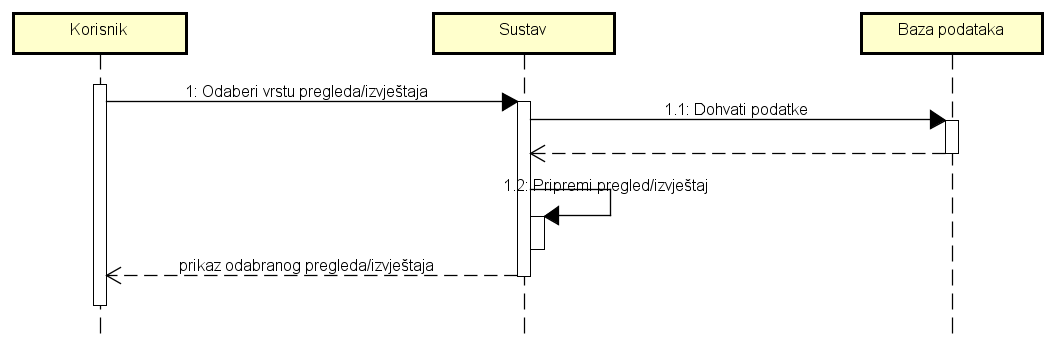 Korisnik
Sustav
Baza podataka
1: Odaberi vrstu pregleda/izvještaja
1.1: Dohvati podatke
1.2: Pripremi pregled/izvještaj
prikaz odabranog pregleda/izvještaja